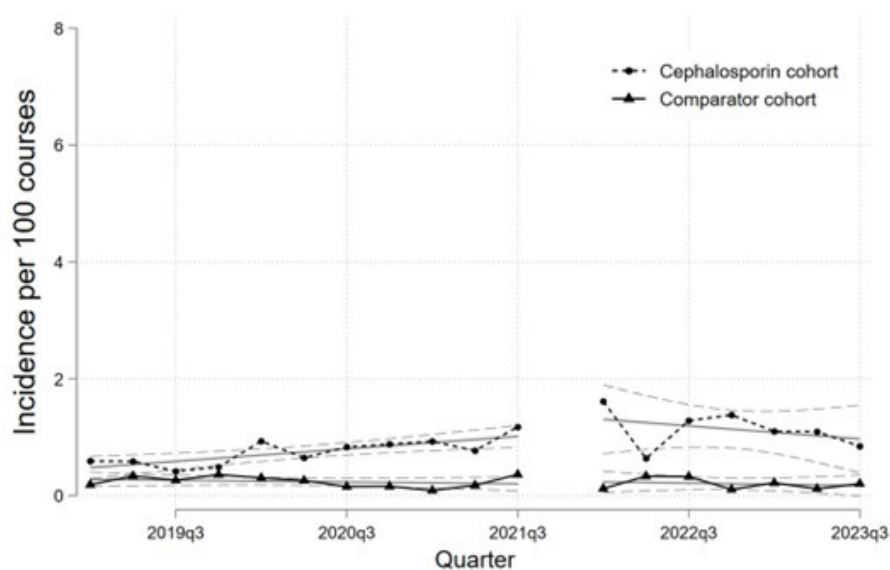 8
6
4
2
0
Incidence per 100 courses
Cephalosporin cohort
Comparator cohort
2019q3
2020q3
2021q3
2022q3
2023q3
Quarter